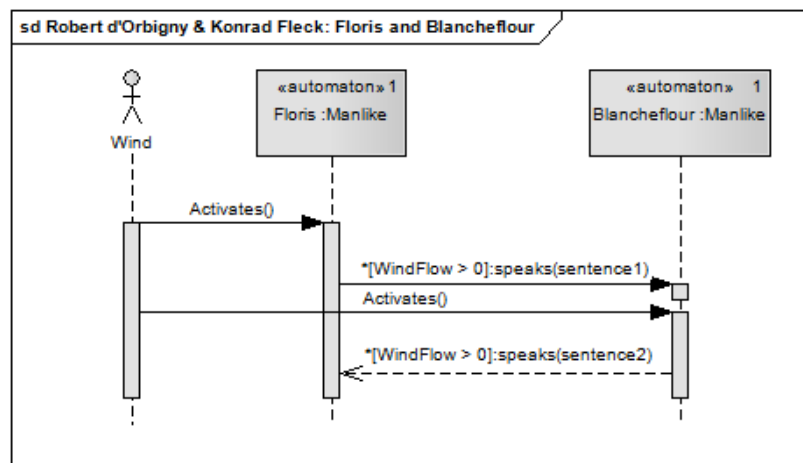 sd Robert d'Orbigny & Konrad Fleck: Floris and Blancheflour
Wind
«automaton» 1
Floris :Manlike
«automaton» 1
Blancheflour :Manlike
Activates()
*[WindFlow > 0]:speaks(sentence1)
Activates()
*[WindFlow > 0]:speaks(sentence2)